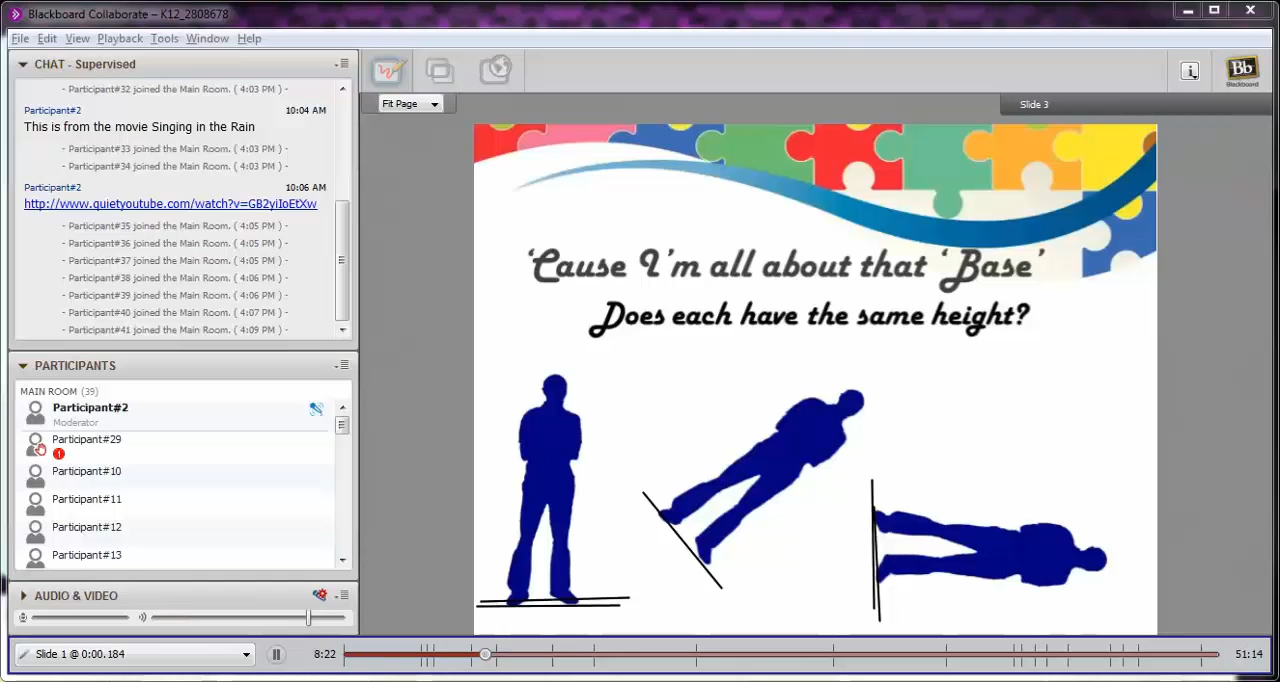 Blackboard Collaborate – K12_2808678
File Edit View Playback Tools Window Help
CHAT - Supervised
- Participant#32 joined the Main Room. ( 4:03 PM ) -
Participant#2 10:04 AM
This is from the movie Singing in the Rain
- Participant#33 joined the Main Room. ( 4:03 PM ) -
- Participant#34 joined the Main Room. ( 4:03 PM ) -
Participant#2 10:06 AM
http://www.quietyoutube.com/watch?v=GB2yiIoEtXw
- Participant#35 joined the Main Room. ( 4:05 PM ) -
- Participant#36 joined the Main Room. ( 4:05 PM ) -
- Participant#37 joined the Main Room. ( 4:05 PM ) -
- Participant#38 joined the Main Room. ( 4:06 PM ) -
- Participant#39 joined the Main Room. ( 4:06 PM ) -
- Participant#40 joined the Main Room. ( 4:07 PM ) -
- Participant#41 joined the Main Room. ( 4:09 PM ) -
PARTICIPANTS
MAIN ROOM (39)
Participant#2
Moderator
Participant#29
1
Participant#10
Participant#11
Participant#12
Participant#13
AUDIO & VIDEO
Fit Page
Slide 3
Bb
Blackboard
'Cause I'm all about that ' Base'
Does each have the same height?
Slide 1 @ 0:00.184
8:22
51:14